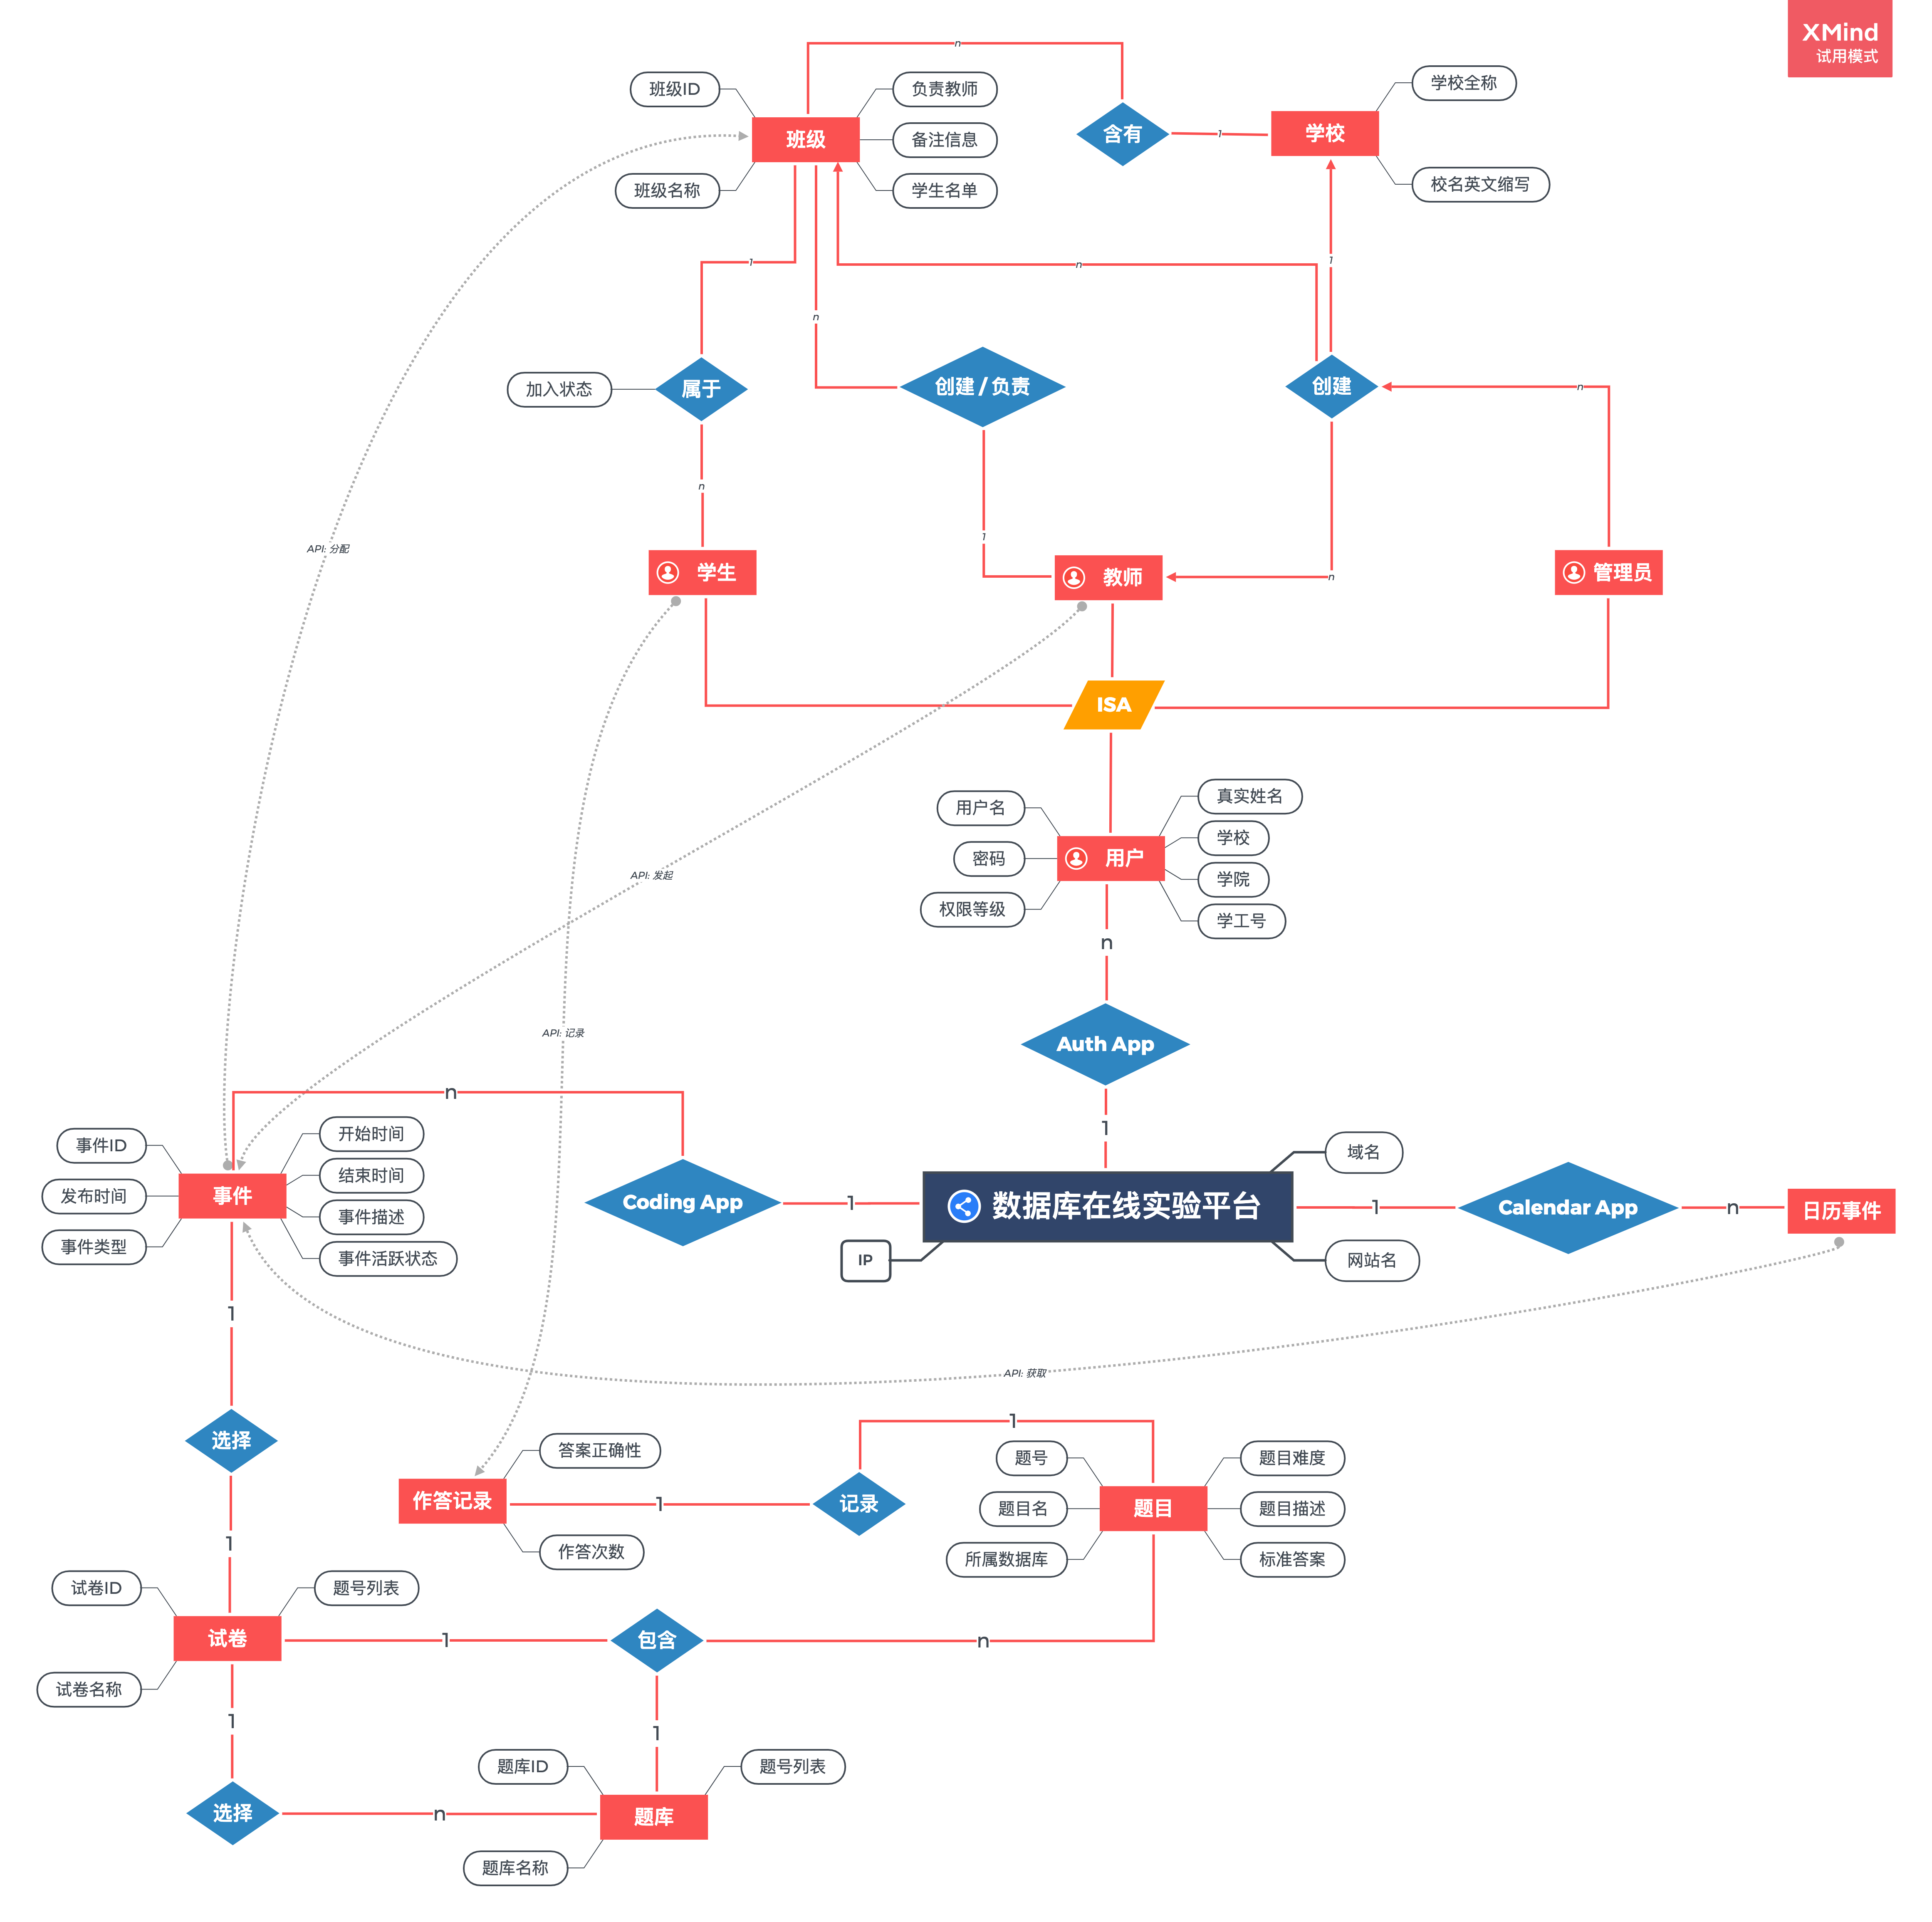 XMind
试用模式
n
班级ID
负责教师
学校全称
班级
备注信息
含有
1
学校
班级名称
学生名单
校名英文缩写
1
n
1
n
加入状态
属于
创建 / 负责
创建
n
n
1
API: 分配
学生
教师
n
管理员
ISA
用户名
真实姓名
密码
用户
学校
学院
权限等级
学工号
API: 发起
n
API: 记录
Auth App
n
1
事件ID
开始时间
域名
发布时间
事件
结束时间
Coding App
1
数据库在线实验平台
1
Calendar App
n
日历事件
事件描述
事件类型
事件活跃状态
IP
网站名
1
API: 获取
选择
1
答案正确性
题号
题目难度
作答记录
1
记录
题目名
题目
题目描述
1
作答次数
所属数据库
标准答案
试卷ID
题号列表
试卷
1
包含
n
试卷名称
1
1
题库ID
题号列表
选择
n
题库
题库名称